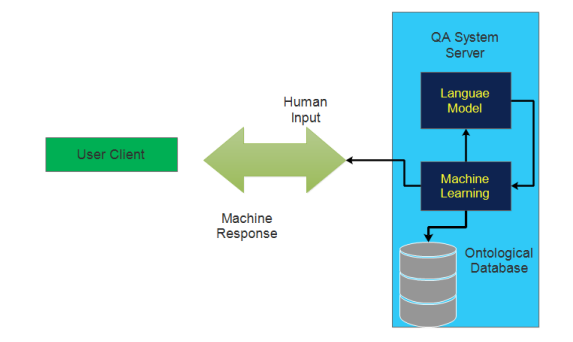 QA System
Server
Languae
Model
Human
Input
User Client
Machine
Learning
Machine
Response
Ontological
Database